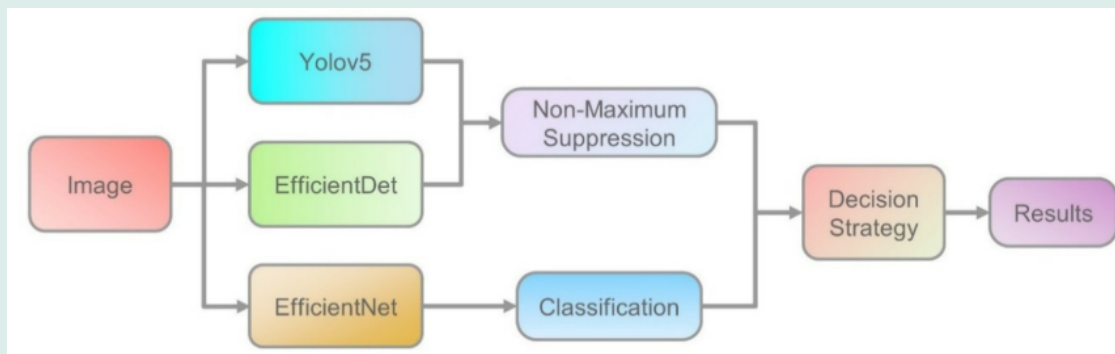 Image
Yolov5
EfficientDet
EfficientNet
Non-Maximum
Suppression
Classification
Decision
Strategy
Results